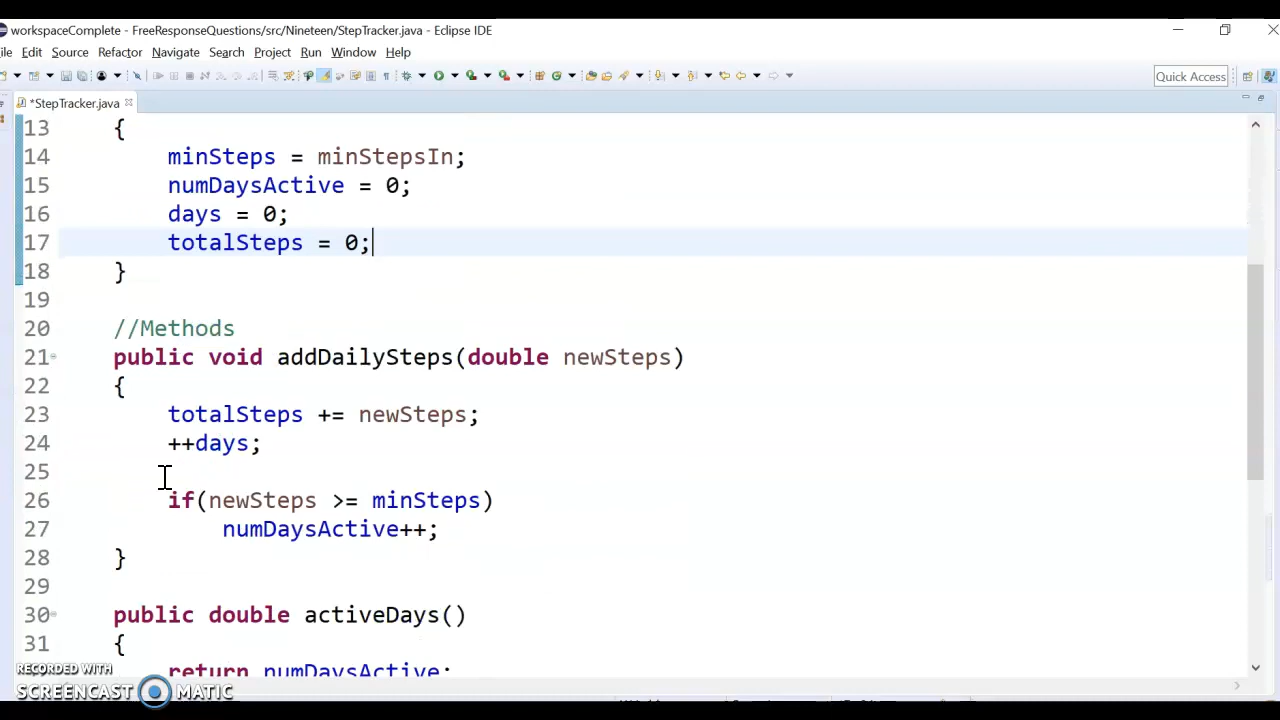 workspaceComplete - FreeResponseQuestions/src/Nineteen/StepTracker.java - Eclipse IDE
ile Edit Source Refactor Navigate Search Project Run Window Help
Quick Access
*StepTracker.java
13 {
14 minSteps = minStepsIn;
15 numDaysActive = 0;
16 days = 0;
17 totalSteps = 0;
18 }
19
20 //Methods
21 public void addDailySteps(double newSteps)
22 {
23 totalSteps += newSteps;
24 ++days;
25
26 if(newSteps >= minSteps)
27 numDaysActive++;
28 }
29
30 public double activeDays()
31 {
return numDaysActive;
RECORDED WITH
SCREENCAST MATIC